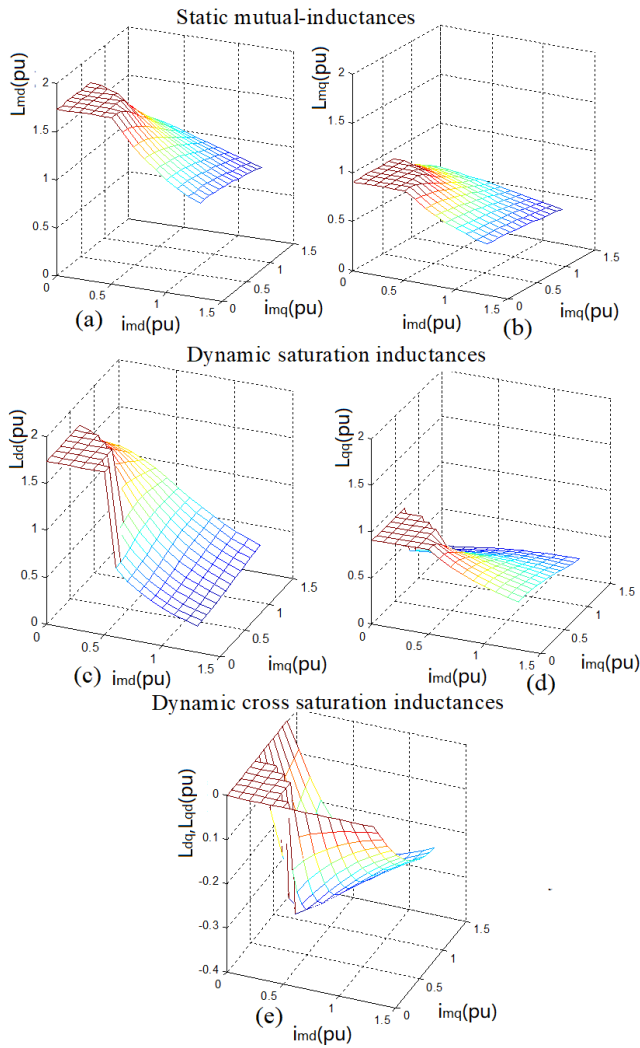 Static mutual-inductances
Lmd(pu)
2
1.5
1
0.5
0
0.5
1
1.5
0
0.5
1
1.5
imd(pu)
imq(pu)
(a)
Lmq(pu)
2
1.5
1
0.5
0
0
0.5
1
1.5
0
0.5
1
1.5
imd(pu)
imq(pu)
(b)
Dynamic saturation inductances
Ldd(pu)
2
1.5
1
0.5
0
0
0.5
1
1.5
0
0.5
1
1.5
imd(pu)
imq(pu)
(c)
Lqq(pu)
2
1.5
1
0.5
0
0
0.5
1
1.5
0
0.5
1
1.5
imd(pu)
imq(pu)
(d)
Dynamic cross saturation inductances
Ldq,Lqd(pu)
0
0.1
-0.2
-0.3
-0.4
0
0.5
1
1.5
0
0.5
1
1.5
imd(pu)
imq(pu)
(e)